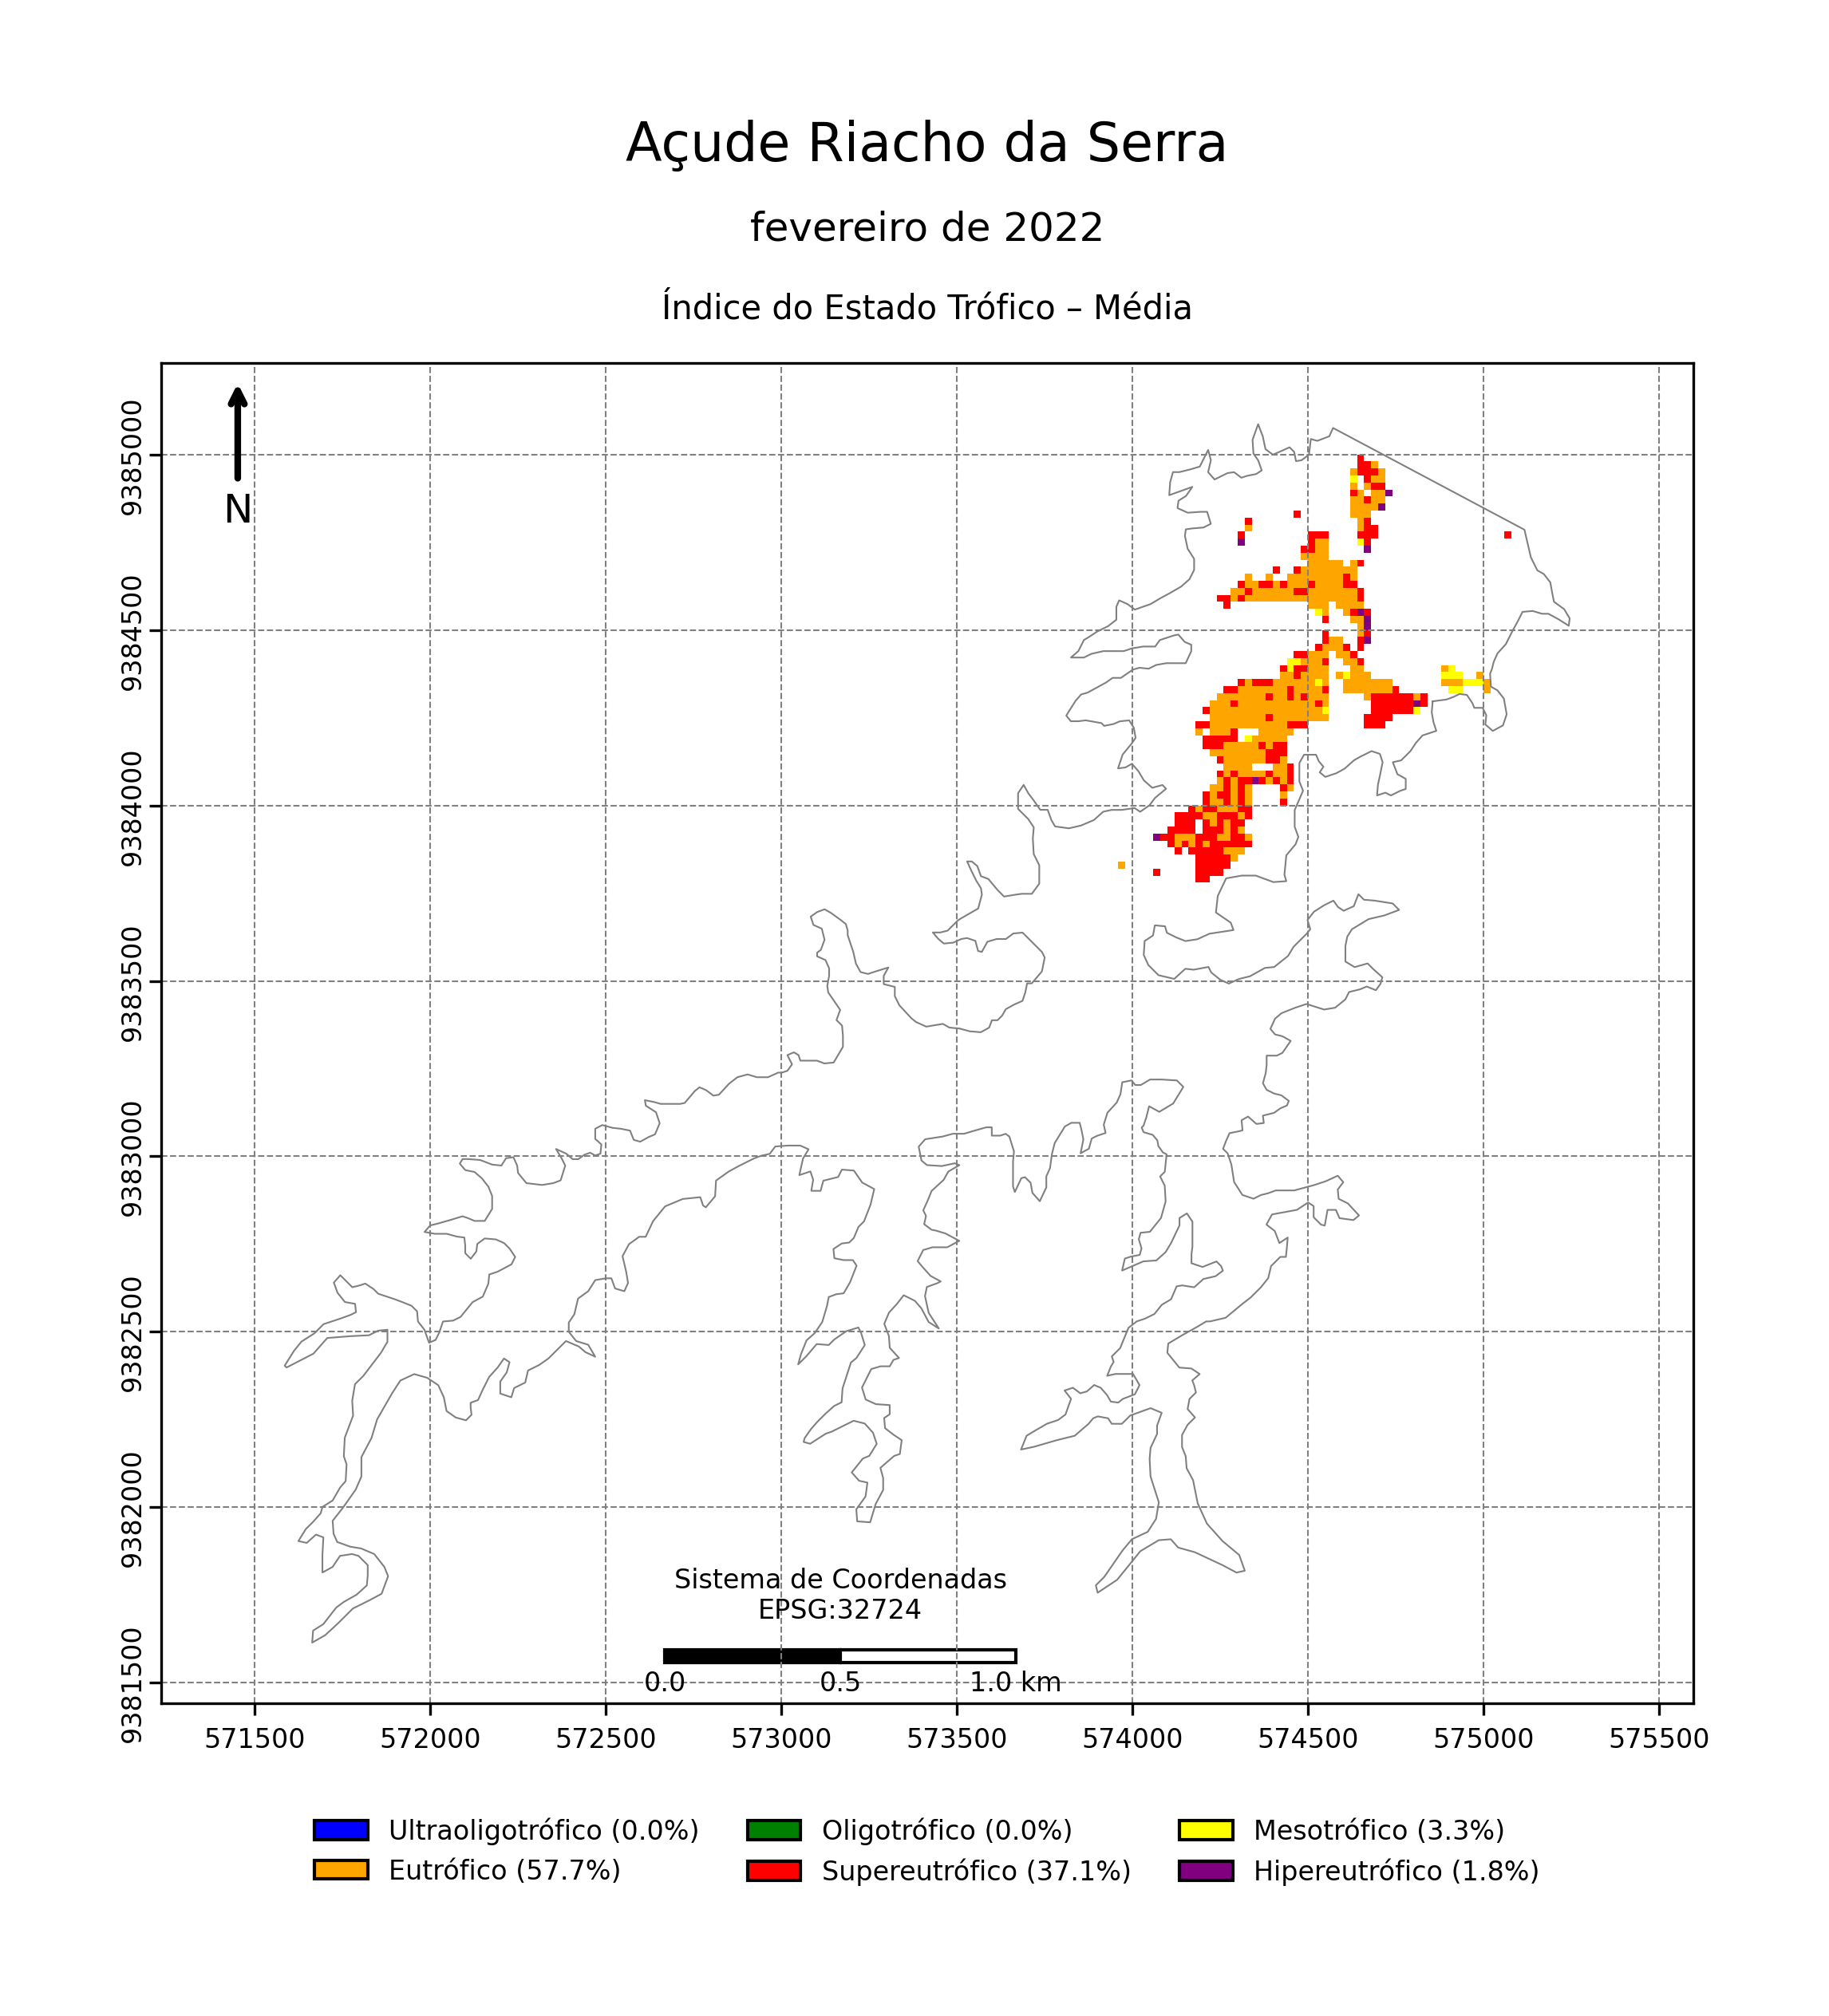 Açude Riacho da Serra
fevereiro de 2022
Índice do Estado Trófico – Média
N
9385000
9384500
9384000
9383500
9383000
9382500
9382000
9381500
Sistema de Coordenadas
EPSG:32724
0.0 0.5 1.0 km
571500 572000 572500 573000 573500 574000 574500 575000 575500
Ultraoligotrófico (0.0%) Oligotrófico (0.0%) Mesotrófico (3.3%)
Eutrófico (57.7%) Supereutrófico (37.1%) Hipereutrófico (1.8%)